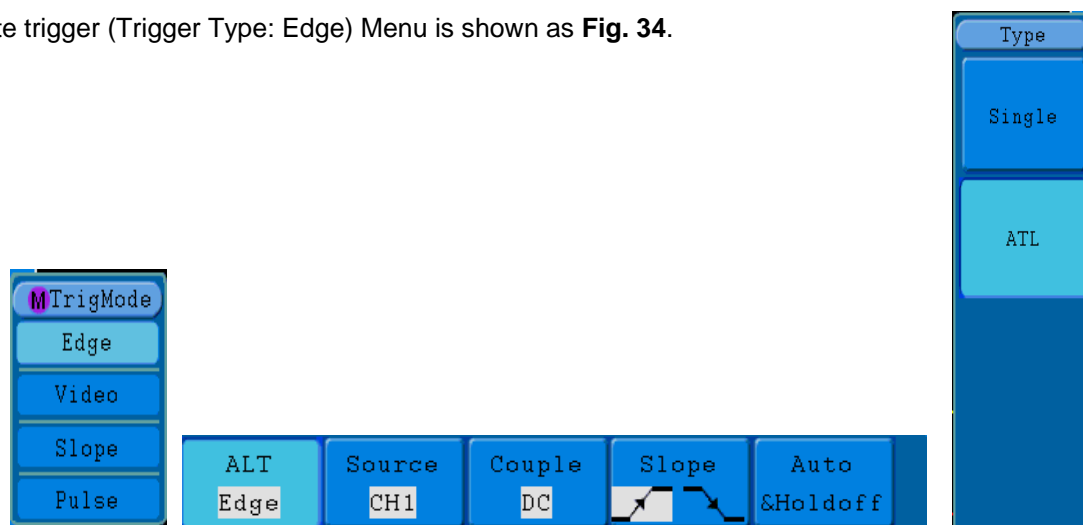 te trigger (Trigger Type: Edge) Menu is shown as Fig. 34.
Type
Single
ATL
M TrigMode
Edge
Video
Slope
Pulse
ALT
Edge
Source
CH1
Couple
DC
Slope
Auto
&Holdoff